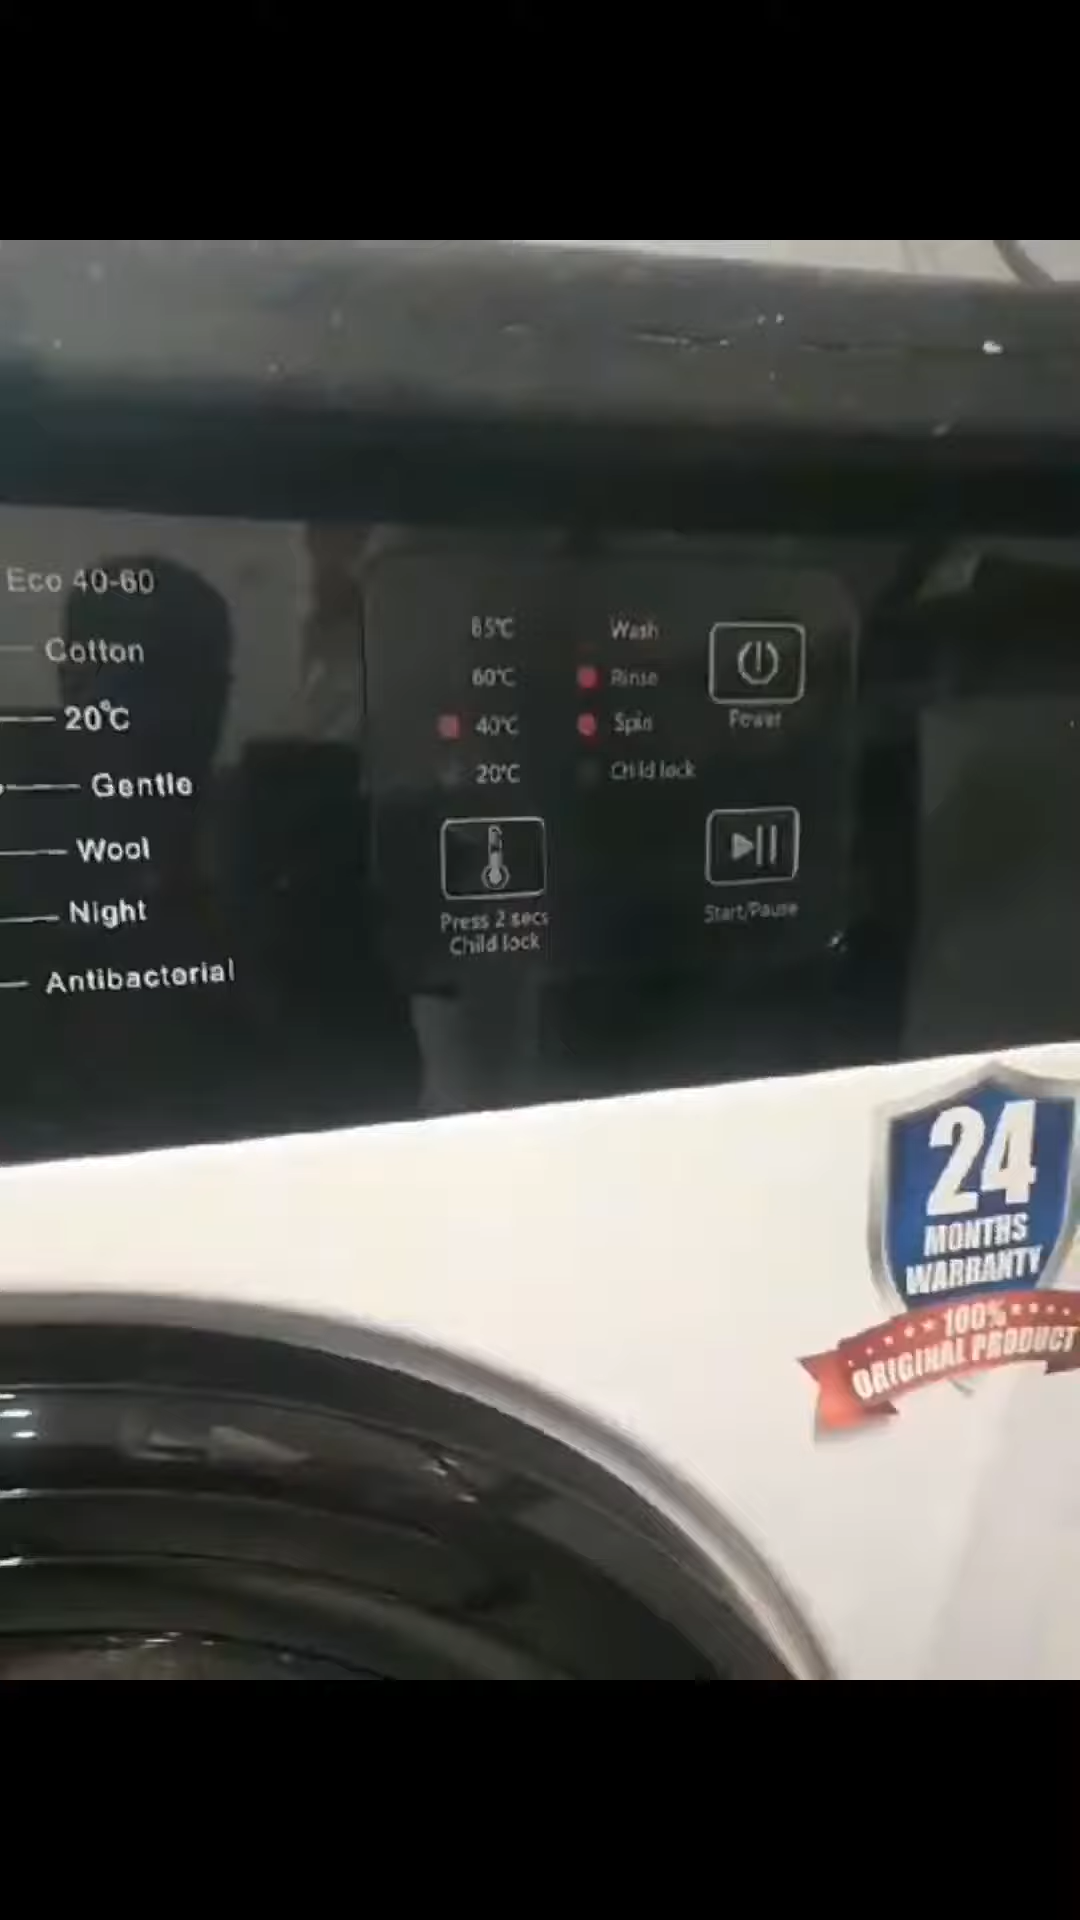 Eco 40-60
Cotton
20°C
Gentle
Wool
Night
Antibacterial
60°C
40°C
20°C
Press 2 secs
Child lock
Wash
Rinse
Spin
Child lock
Power
Start/Pause
24
MONTHS
WARRANTY
100%
ORIGINAL PRODUCT